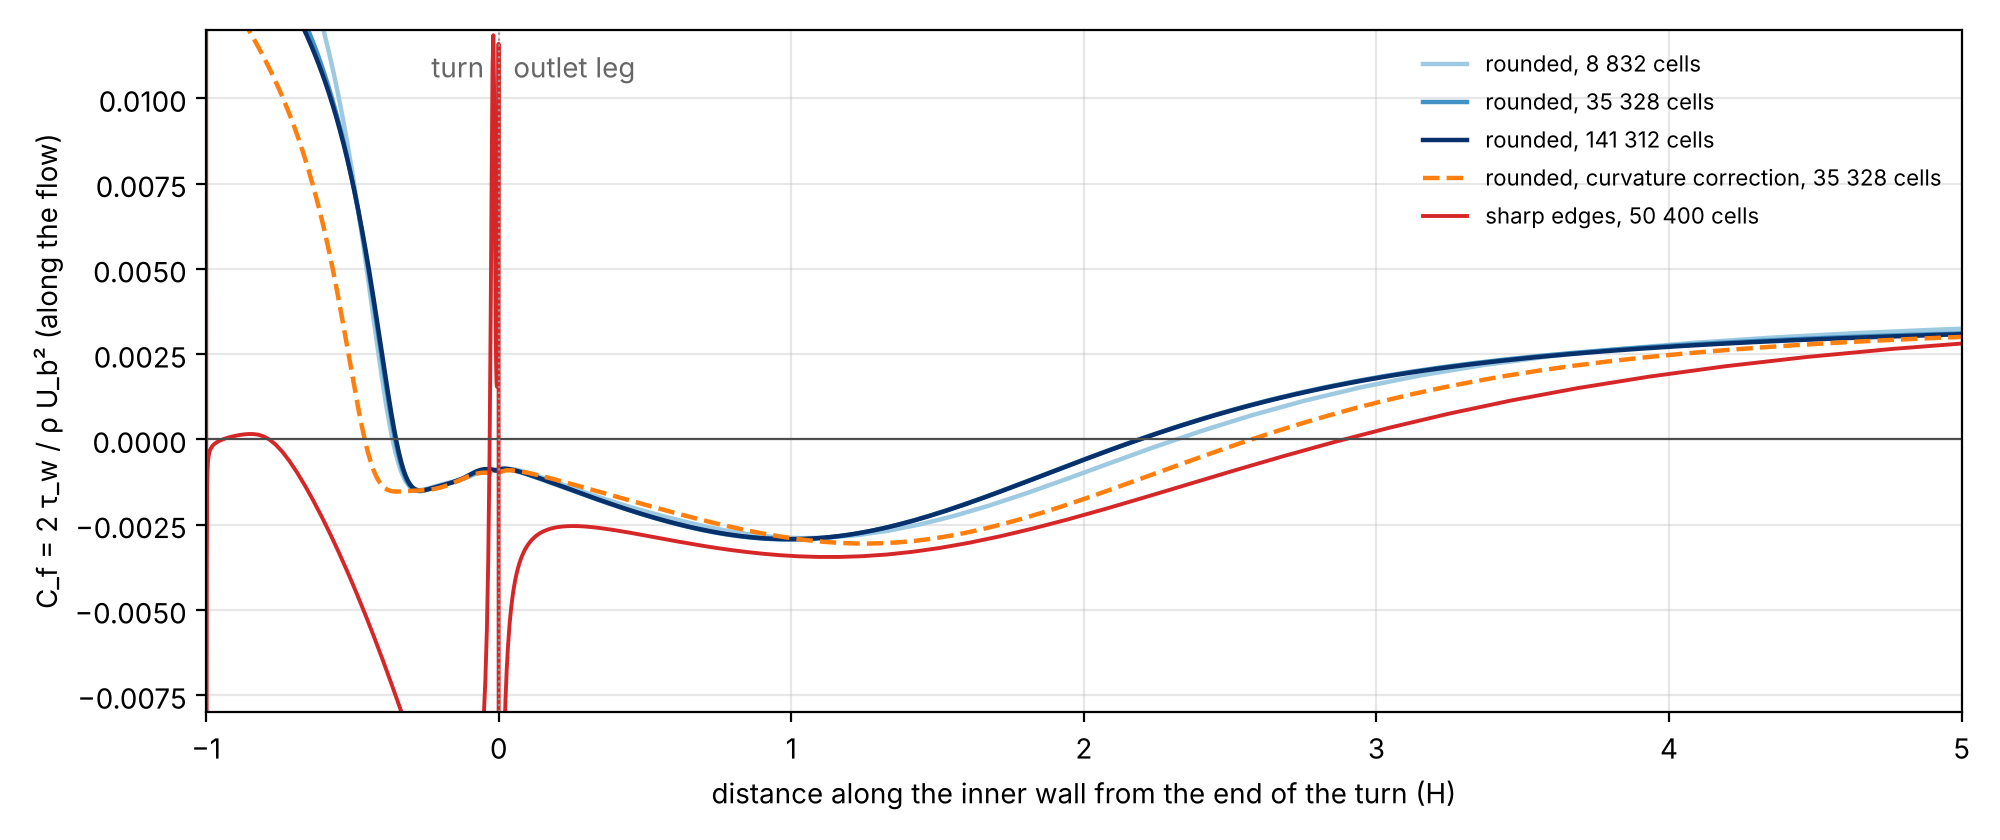 turn
outlet leg
rounded, 8 832 cells
rounded, 35 328 cells
rounded, 141 312 cells
rounded, curvature correction, 35 328 cells
sharp edges, 50 400 cells
C_f = 2 τ_w / ρ U_b² (along the flow)
0.0100
0.0075
0.0050
0.0025
0.0000
−0.0025
−0.0050
−0.0075
−1
0
1
2
3
4
5
distance along the inner wall from the end of the turn (H)